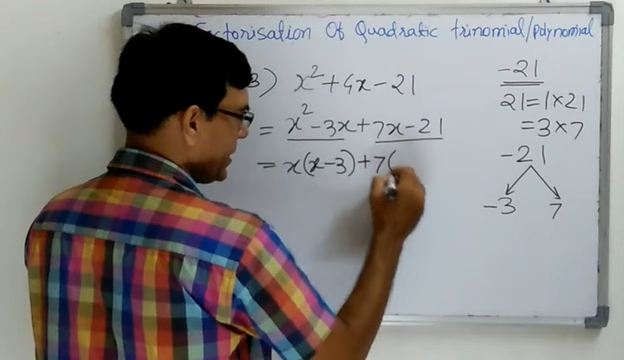 Factorisation Of Quadratic trinomial/polynomial
3) x² + 4x - 21
= x² - 3x + 7x - 21
= x(x-3) + 7(
-21
21 = 1 × 21
= 3 × 7
-21
-3 7